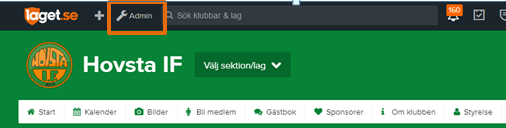 laget.se Admin Sök klubbar & lag 160
HOVSTA
I.F.
Hovsta IF Välj sektion/lag
Start Kalender Bilder Bli medlem Gästbok Sponsorer Om klubben Styrelse